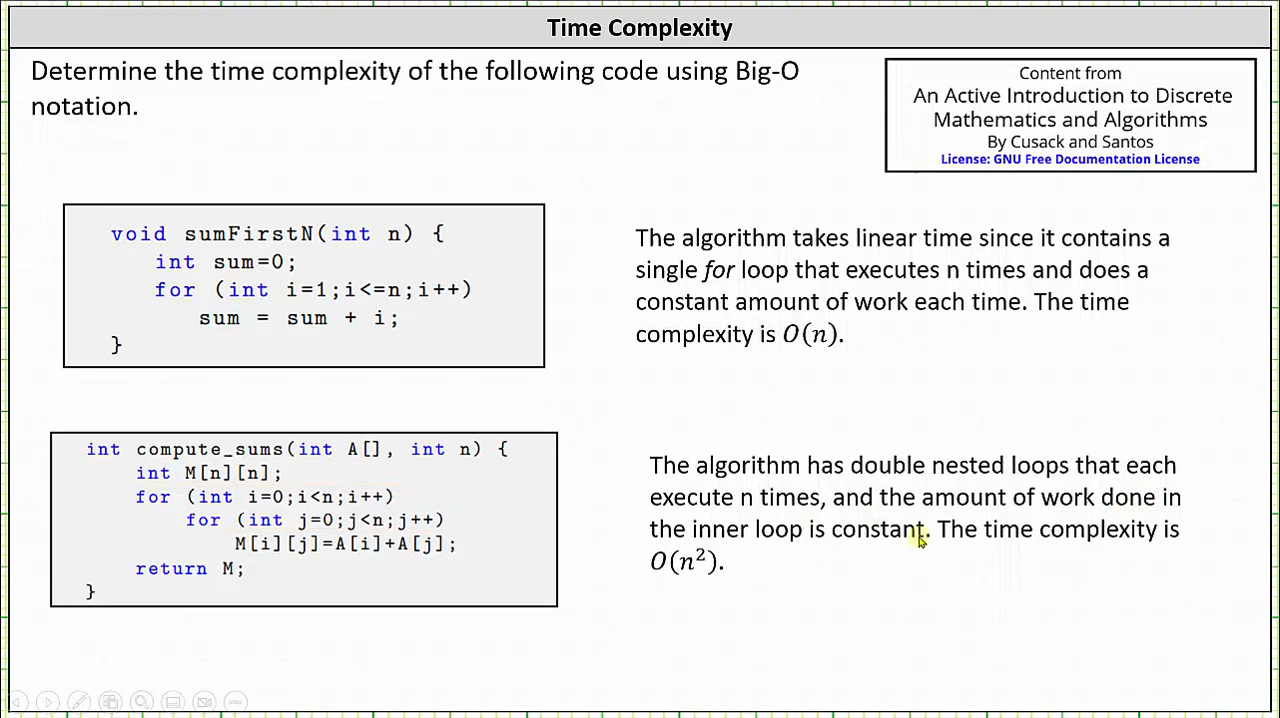 Time Complexity
Determine the time complexity of the following code using Big-O
notation.
Content from
An Active Introduction to Discrete
Mathematics and Algorithms
By Cusack and Santos
License: GNU Free Documentation License
void sumFirstN(int n) {
int sum=0;
for (int i=1;i<=n;i++)
sum = sum + i;
}
The algorithm takes linear time since it contains a
single for loop that executes n times and does a
constant amount of work each time. The time
complexity is O(n).
int compute_sums(int A[], int n) {
int M[n][n];
for (int i=0;i<n;i++)
for (int j=0;j<n;j++)
M[i][j]=A[i]+A[j];
return M;
}
The algorithm has double nested loops that each
execute n times, and the amount of work done in
the inner loop is constant. The time complexity is
O(n²).